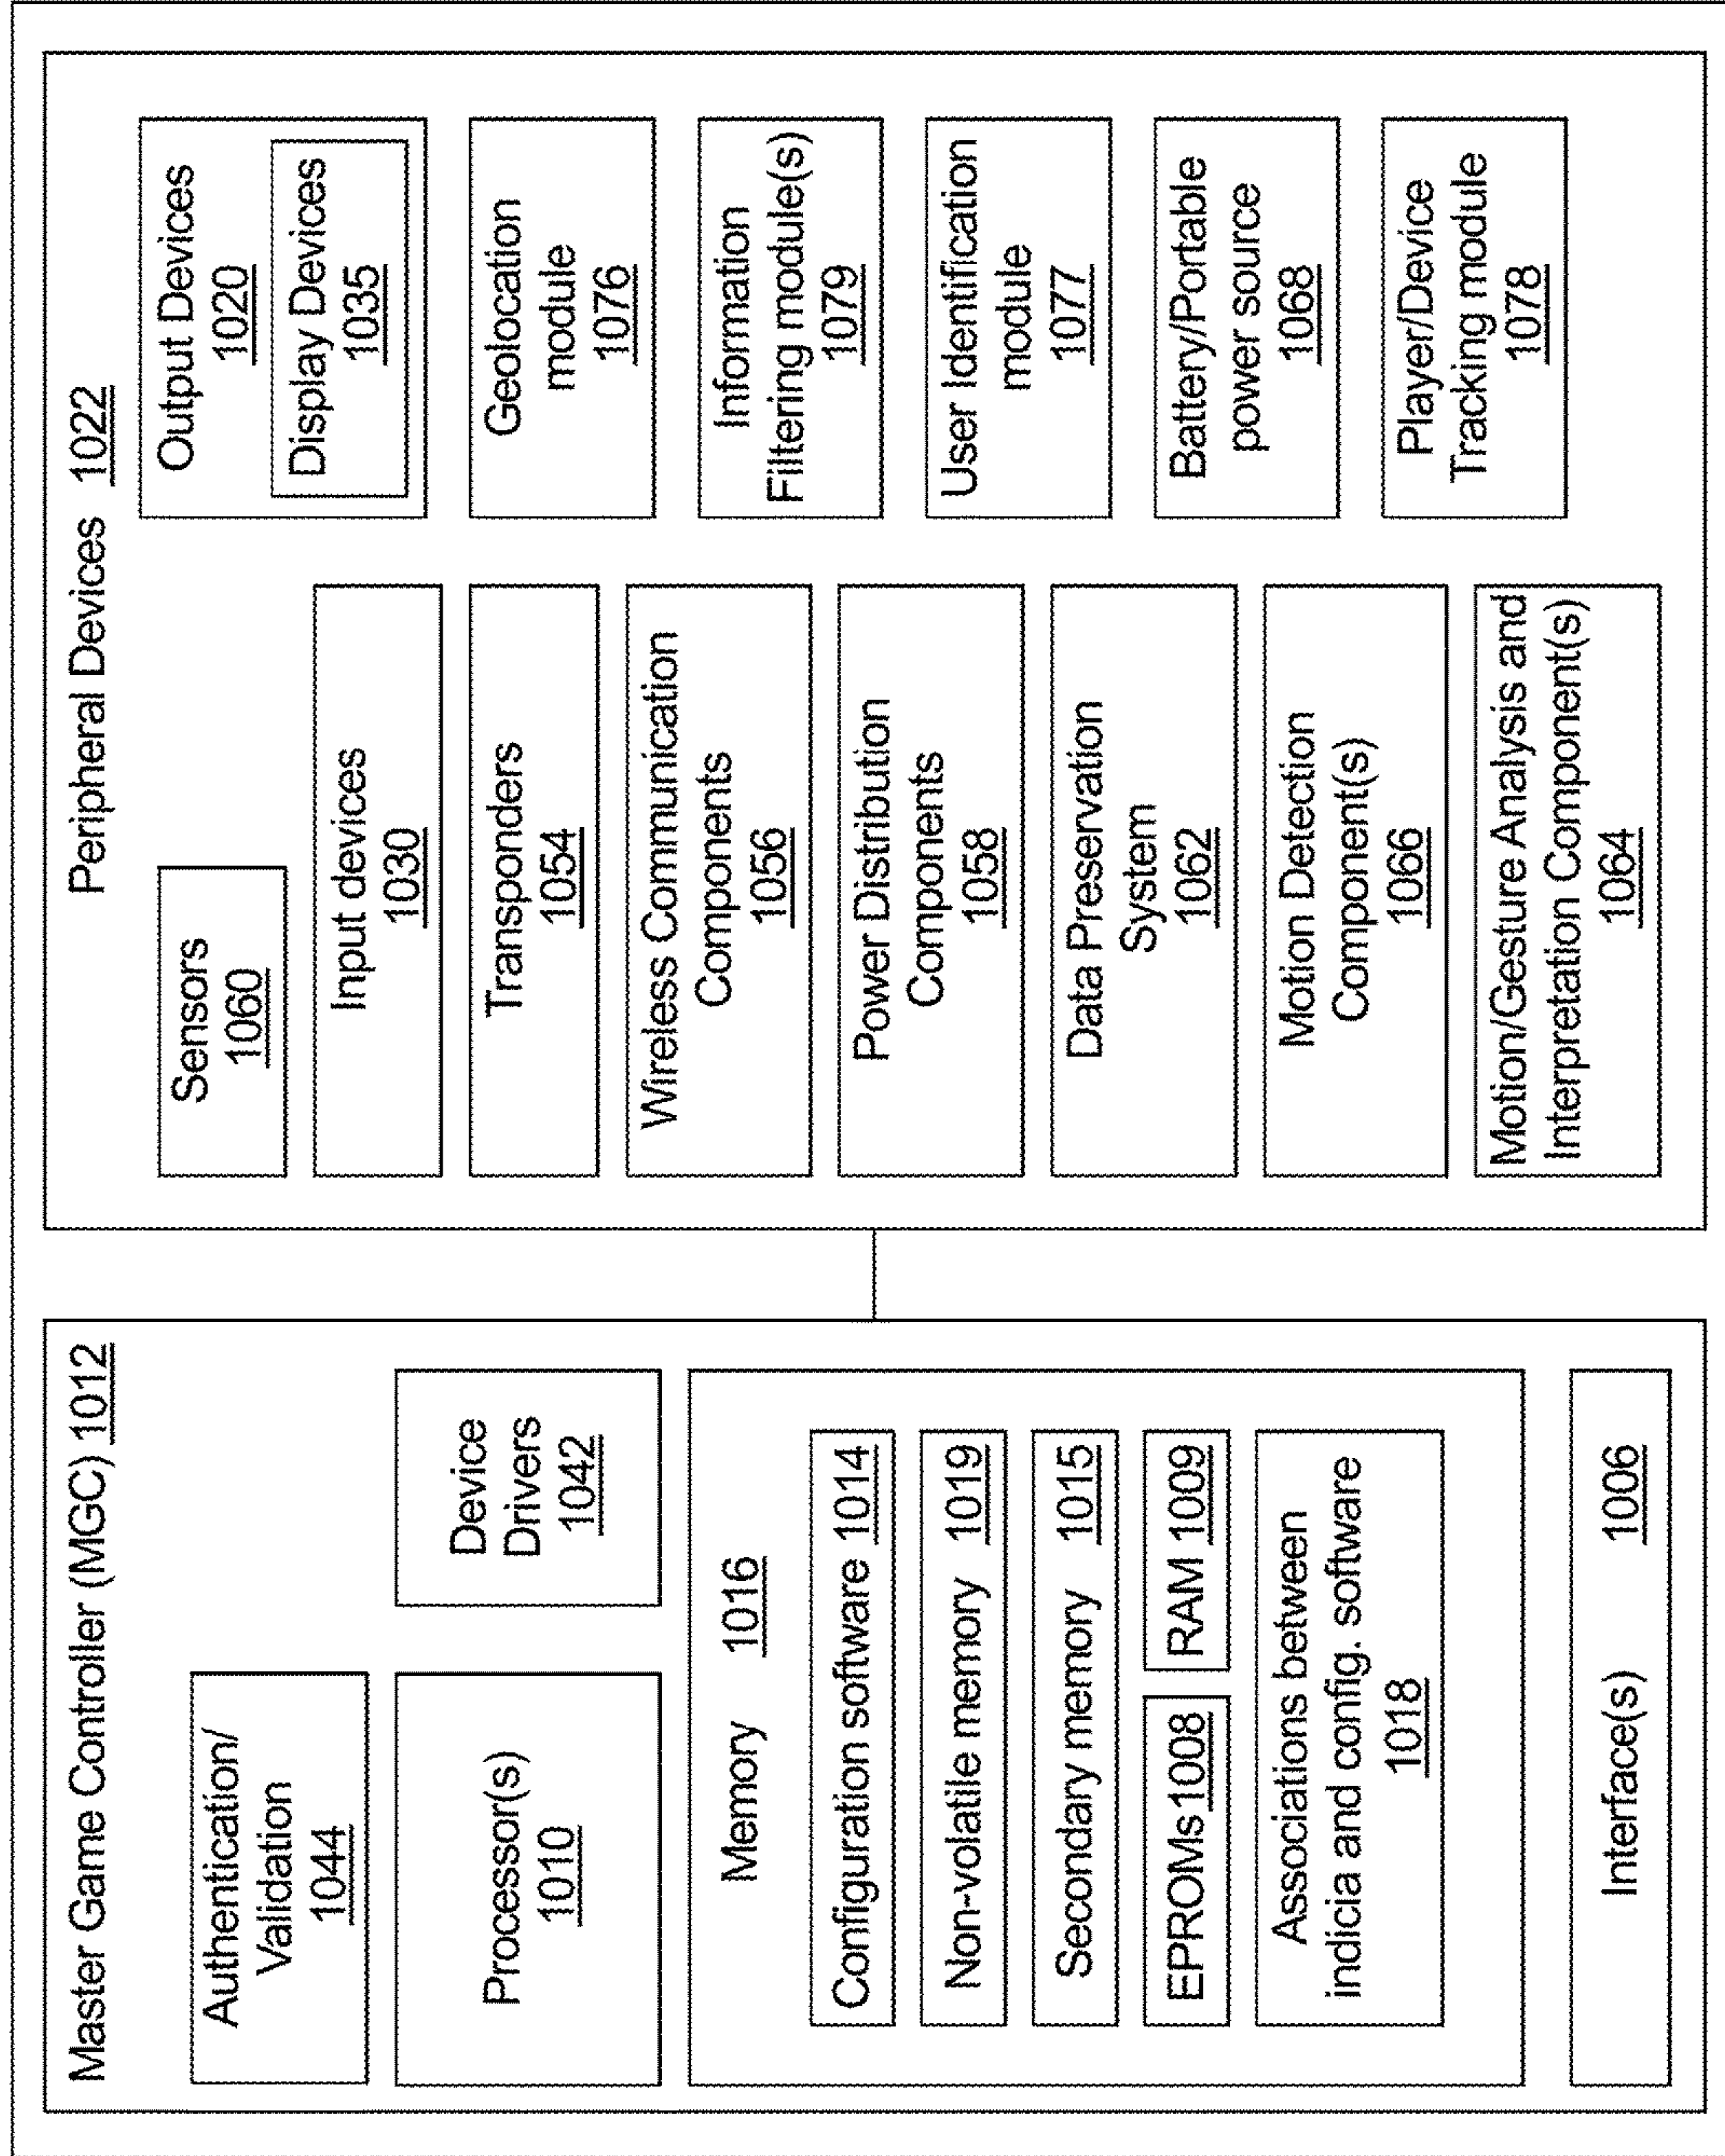 Master Game Controller (MGC) 1012
Authentication/
Validation
1044
Processor(s)
1010
Device
Drivers
1042
Memory 1016
Configuration software 1014
Non-volatile memory 1019
Secondary memory 1015
EPROMs1008
RAM 1009
Associations between
indicia and config. software
1018
Interface(s) 1006
Peripheral Devices 1022
Sensors
1060
Input devices
1030
Transponders
1054
Wireless Communication
Components
1056
Power Distribution
Components
1058
Data Preservation
System
1062
Motion Detection
Component(s)
1066
Motion/Gesture Analysis and
Interpretation Component(s)
1064
Output Devices
1020
Display Devices
1035
Geolocation
module
1076
Information
Filtering module(s)
1079
User Identification
module
1077
Battery/Portable
power source
1068
Player/Device
Tracking module
1078